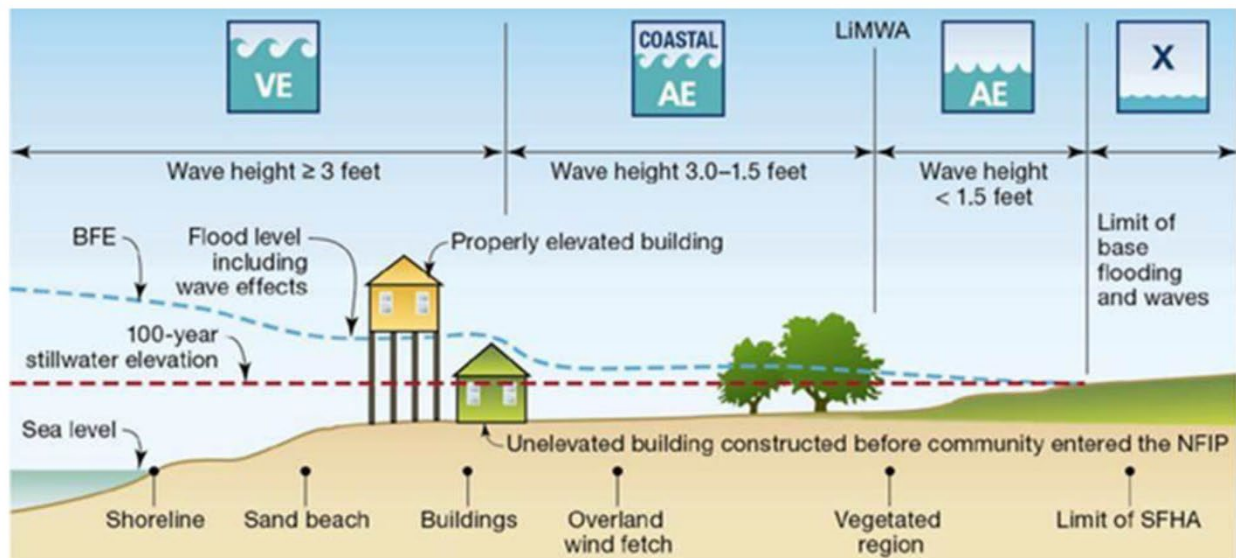 VE
COASTAL
AE
LiMWA
AE
X
Wave height ≥ 3 feet
Wave height 3.0–1.5 feet
Wave height
< 1.5 feet
BFE
Flood level
including
wave effects
Properly elevated building
Limit of
base
flooding
and waves
100-year
stillwater elevation
Sea level
Unelevated building constructed before community entered the NFIP
Shoreline
Sand beach
Buildings
Overland
wind fetch
Vegetated
region
Limit of SFHA